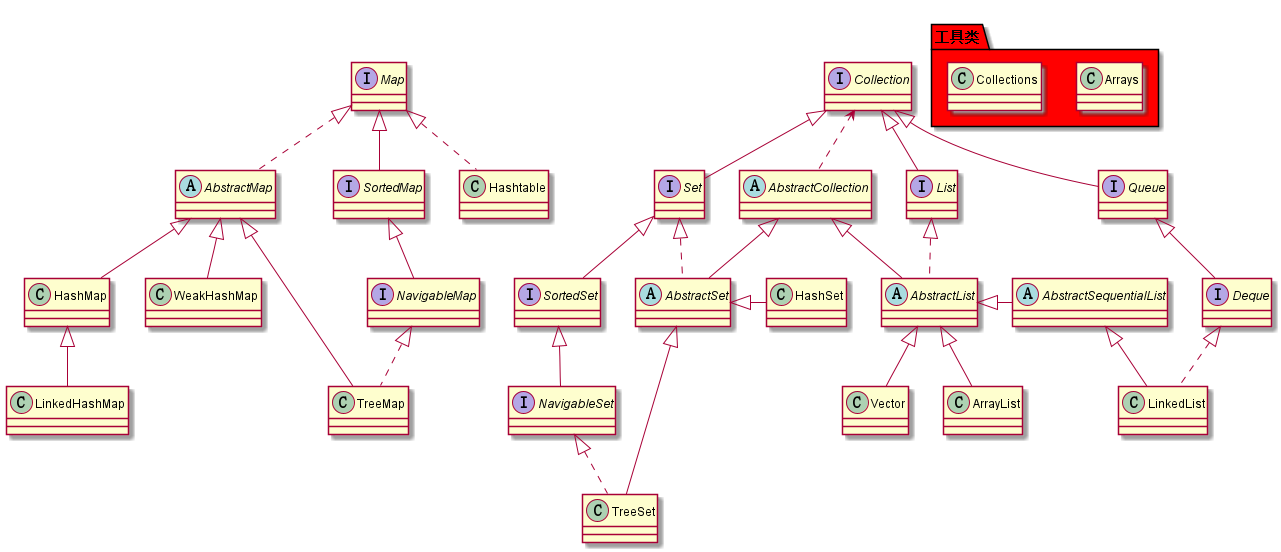 工具类
I Map
I Collection
C Collections
C Arrays
A AbstractMap
I SortedMap
C Hashtable
I Set
A AbstractCollection
I List
I Queue
C HashMap
C WeakHashMap
I NavigableMap
I SortedSet
A AbstractSet
C HashSet
A AbstractList
A AbstractSequentialList
I Deque
C LinkedHashMap
C TreeMap
I NavigableSet
C Vector
C ArrayList
C LinkedList
C TreeSet